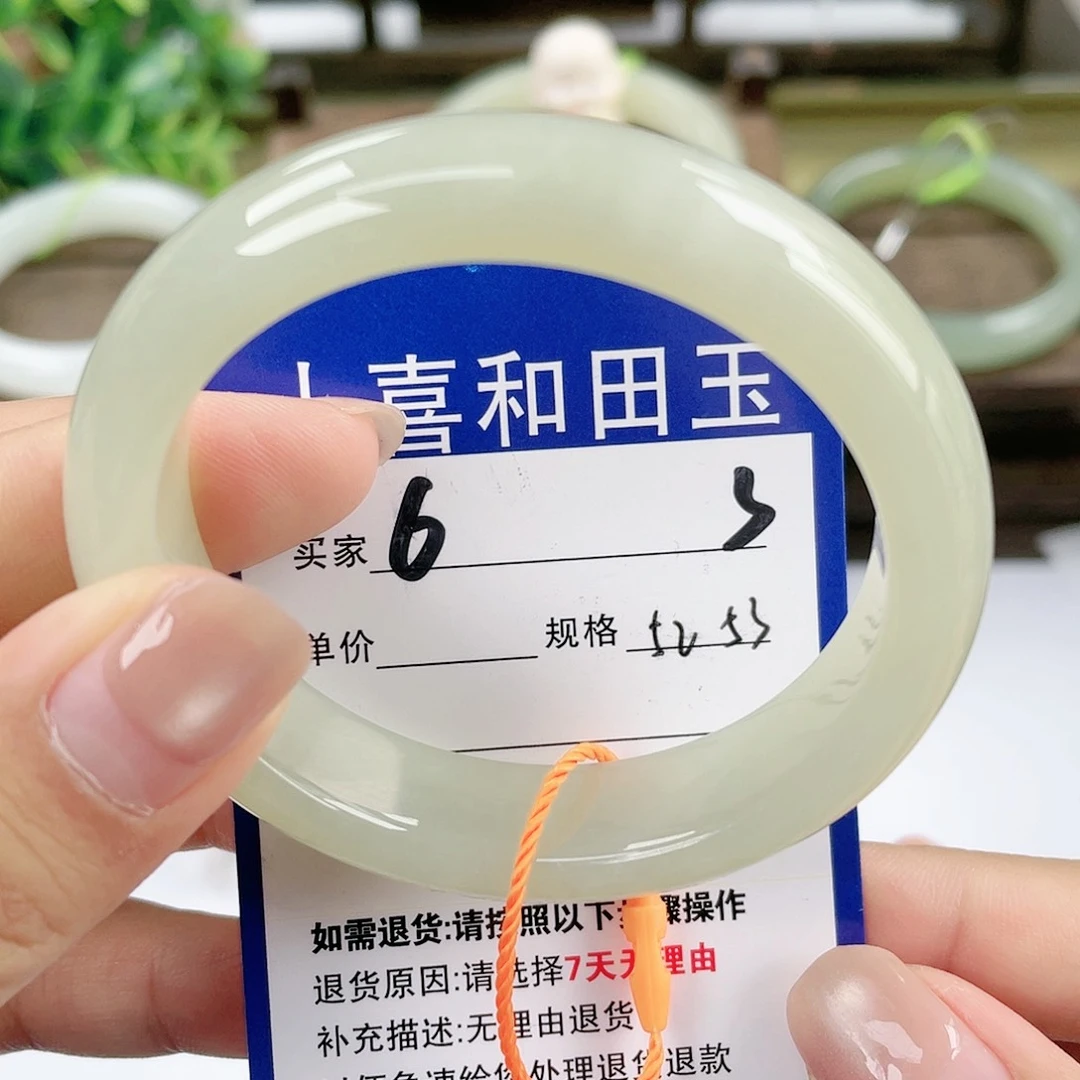 喜和田玉
买家 6 3
单价 规格 52 53
如需退货:请按照以下步骤操作
退货原因:请选择7天无理由
补充描述:无理由退货
处理退货退款